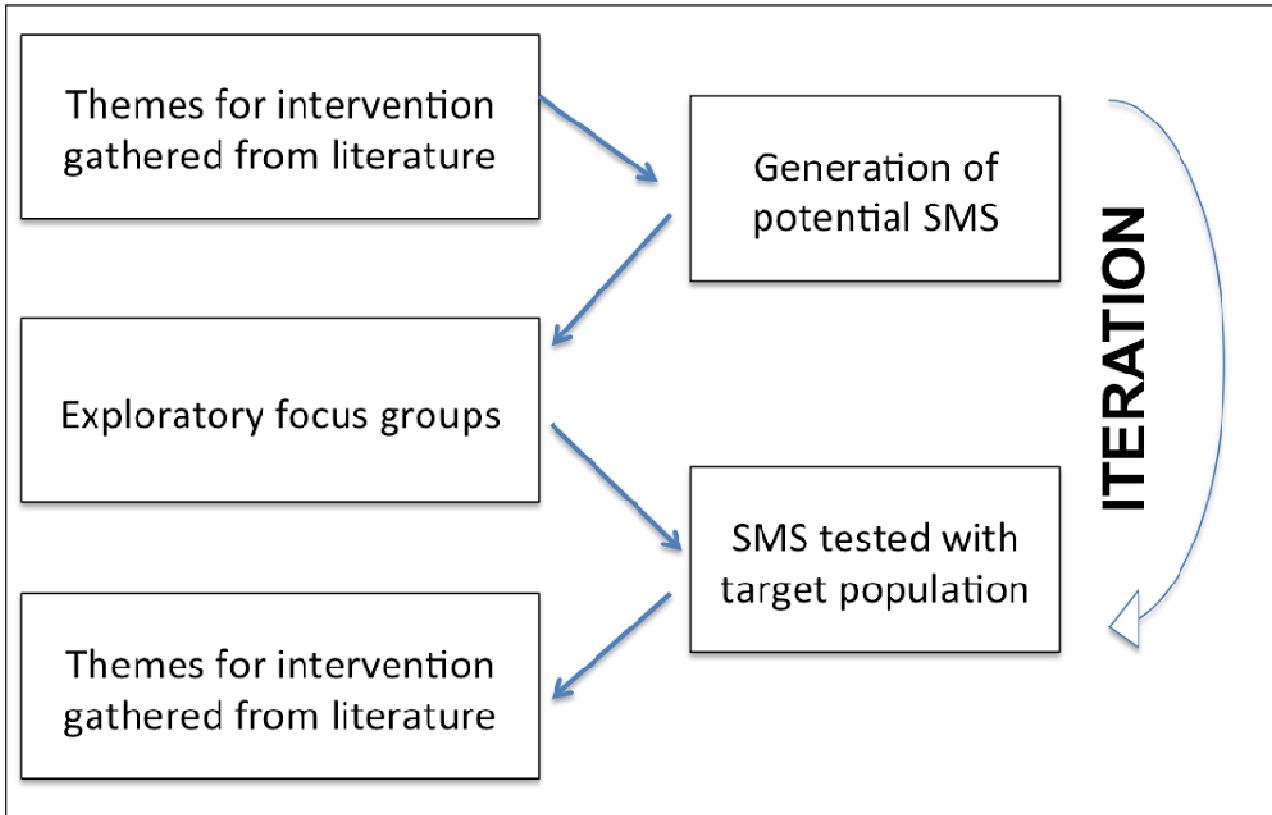 Themes for intervention
gathered from literature
Generation of
potential SMS
Exploratory focus groups
SMS tested with
target population
Themes for intervention
gathered from literature
ITERATION